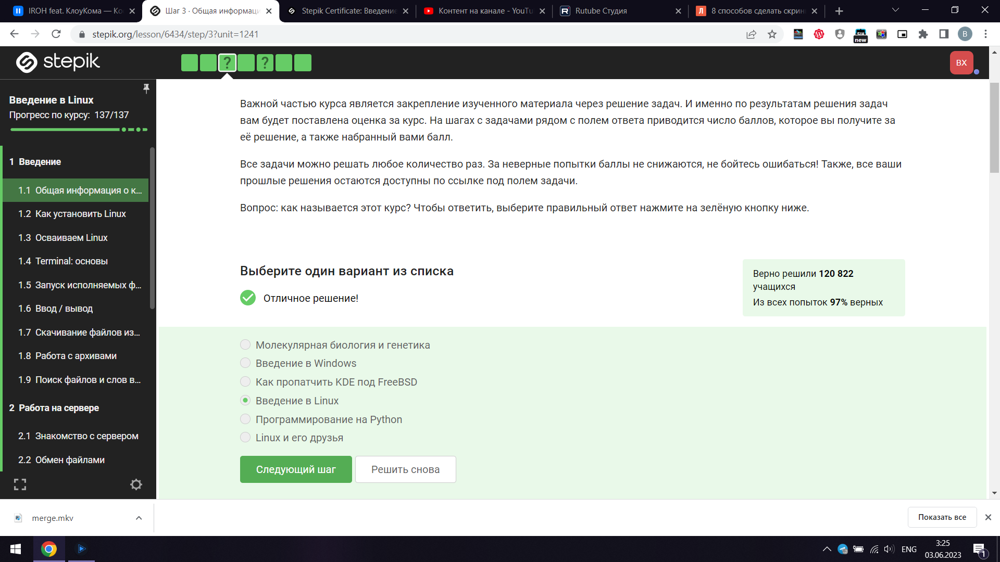 IROH feat. КлоуКома — Ко
Шаг 3 · Общая информаци
Stepik Certificate: Введение
Контент на канале - YouTu
Rutube Студия
8 способов сделать скрин
stepik.org/lesson/6434/step/3?unit=1241
new
B
stepik
?
?
BX
Введение в Linux
Прогресс по курсу: 137/137
1 Введение
1.1 Общая информация о к...
1.2 Как установить Linux
1.3 Осваиваем Linux
1.4 Terminal: основы
1.5 Запуск исполняемых ф...
1.6 Ввод / вывод
1.7 Скачивание файлов из...
1.8 Работа с архивами
1.9 Поиск файлов и слов в...
2 Работа на сервере
2.1 Знакомство с сервером
2.2 Обмен файлами
Важной частью курса является закрепление изученного материала через решение задач. И именно по результатам решения задач
вам будет поставлена оценка за курс. На шагах с задачами рядом с полем ответа приводится число баллов, которое вы получите за
её решение, а также набранный вами балл.
Все задачи можно решать любое количество раз. За неверные попытки баллы не снижаются, не бойтесь ошибаться! Также, все ваши
прошлые решения остаются доступны по ссылке под полем задачи.
Вопрос: как называется этот курс? Чтобы ответить, выберите правильный ответ нажмите на зелёную кнопку ниже.
Выберите один вариант из списка
Отличное решение!
Верно решили 120 822
учащихся
Из всех попыток 97% верных
Молекулярная биология и генетика
Введение в Windows
Как пропатчить KDE под FreeBSD
Введение в Linux
Программирование на Python
Linux и его друзья
Следующий шаг
Решить снова
merge.mkv
Показать все
ENG
3:25
03.06.2023
1